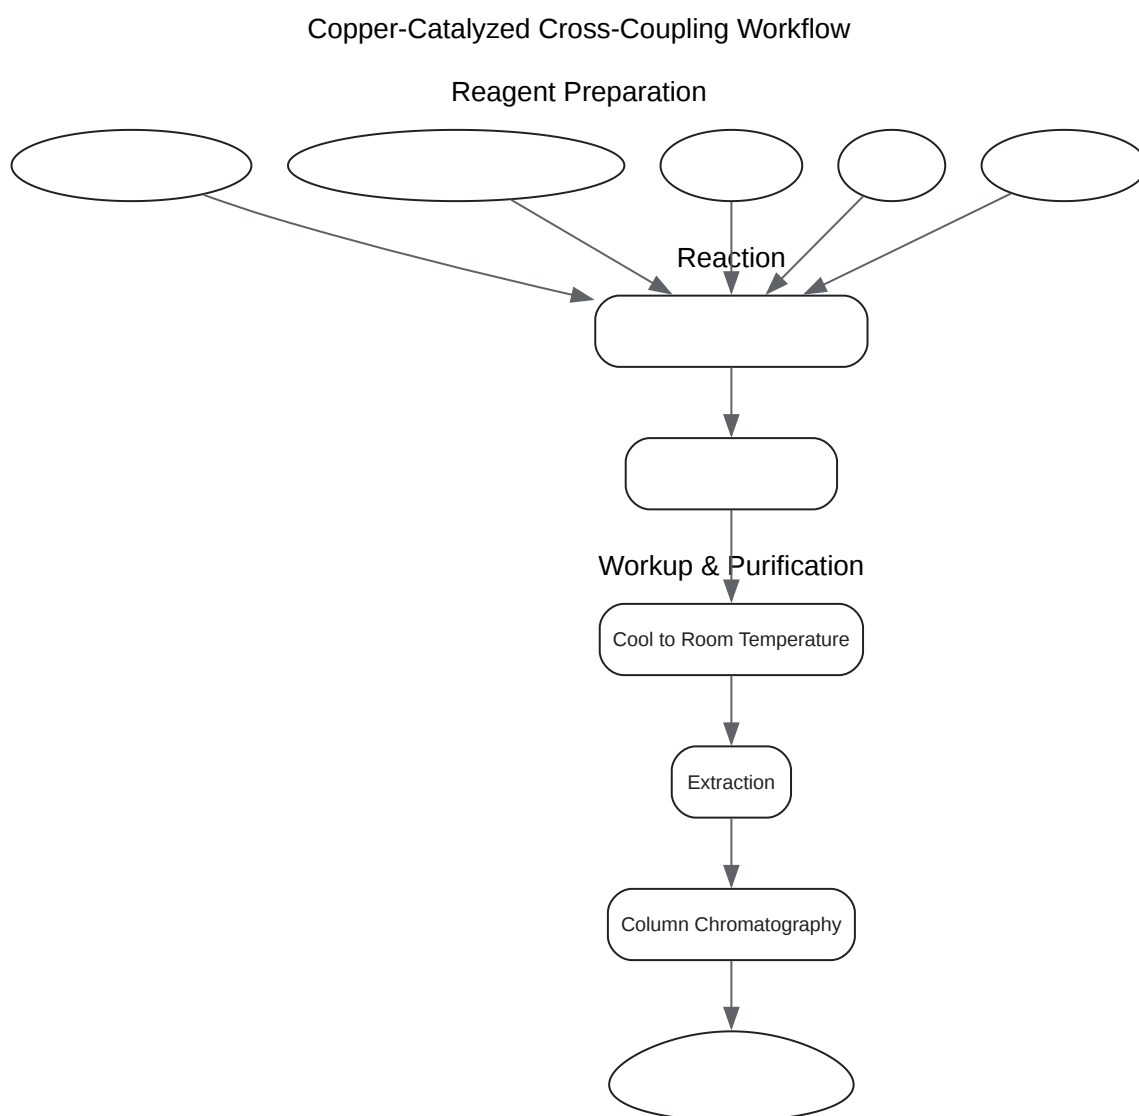 Copper-Catalyzed Cross-Coupling Workflow
Reagent Preparation
Reaction
Workup & Purification
Cool to Room Temperature
Extraction
Column Chromatography